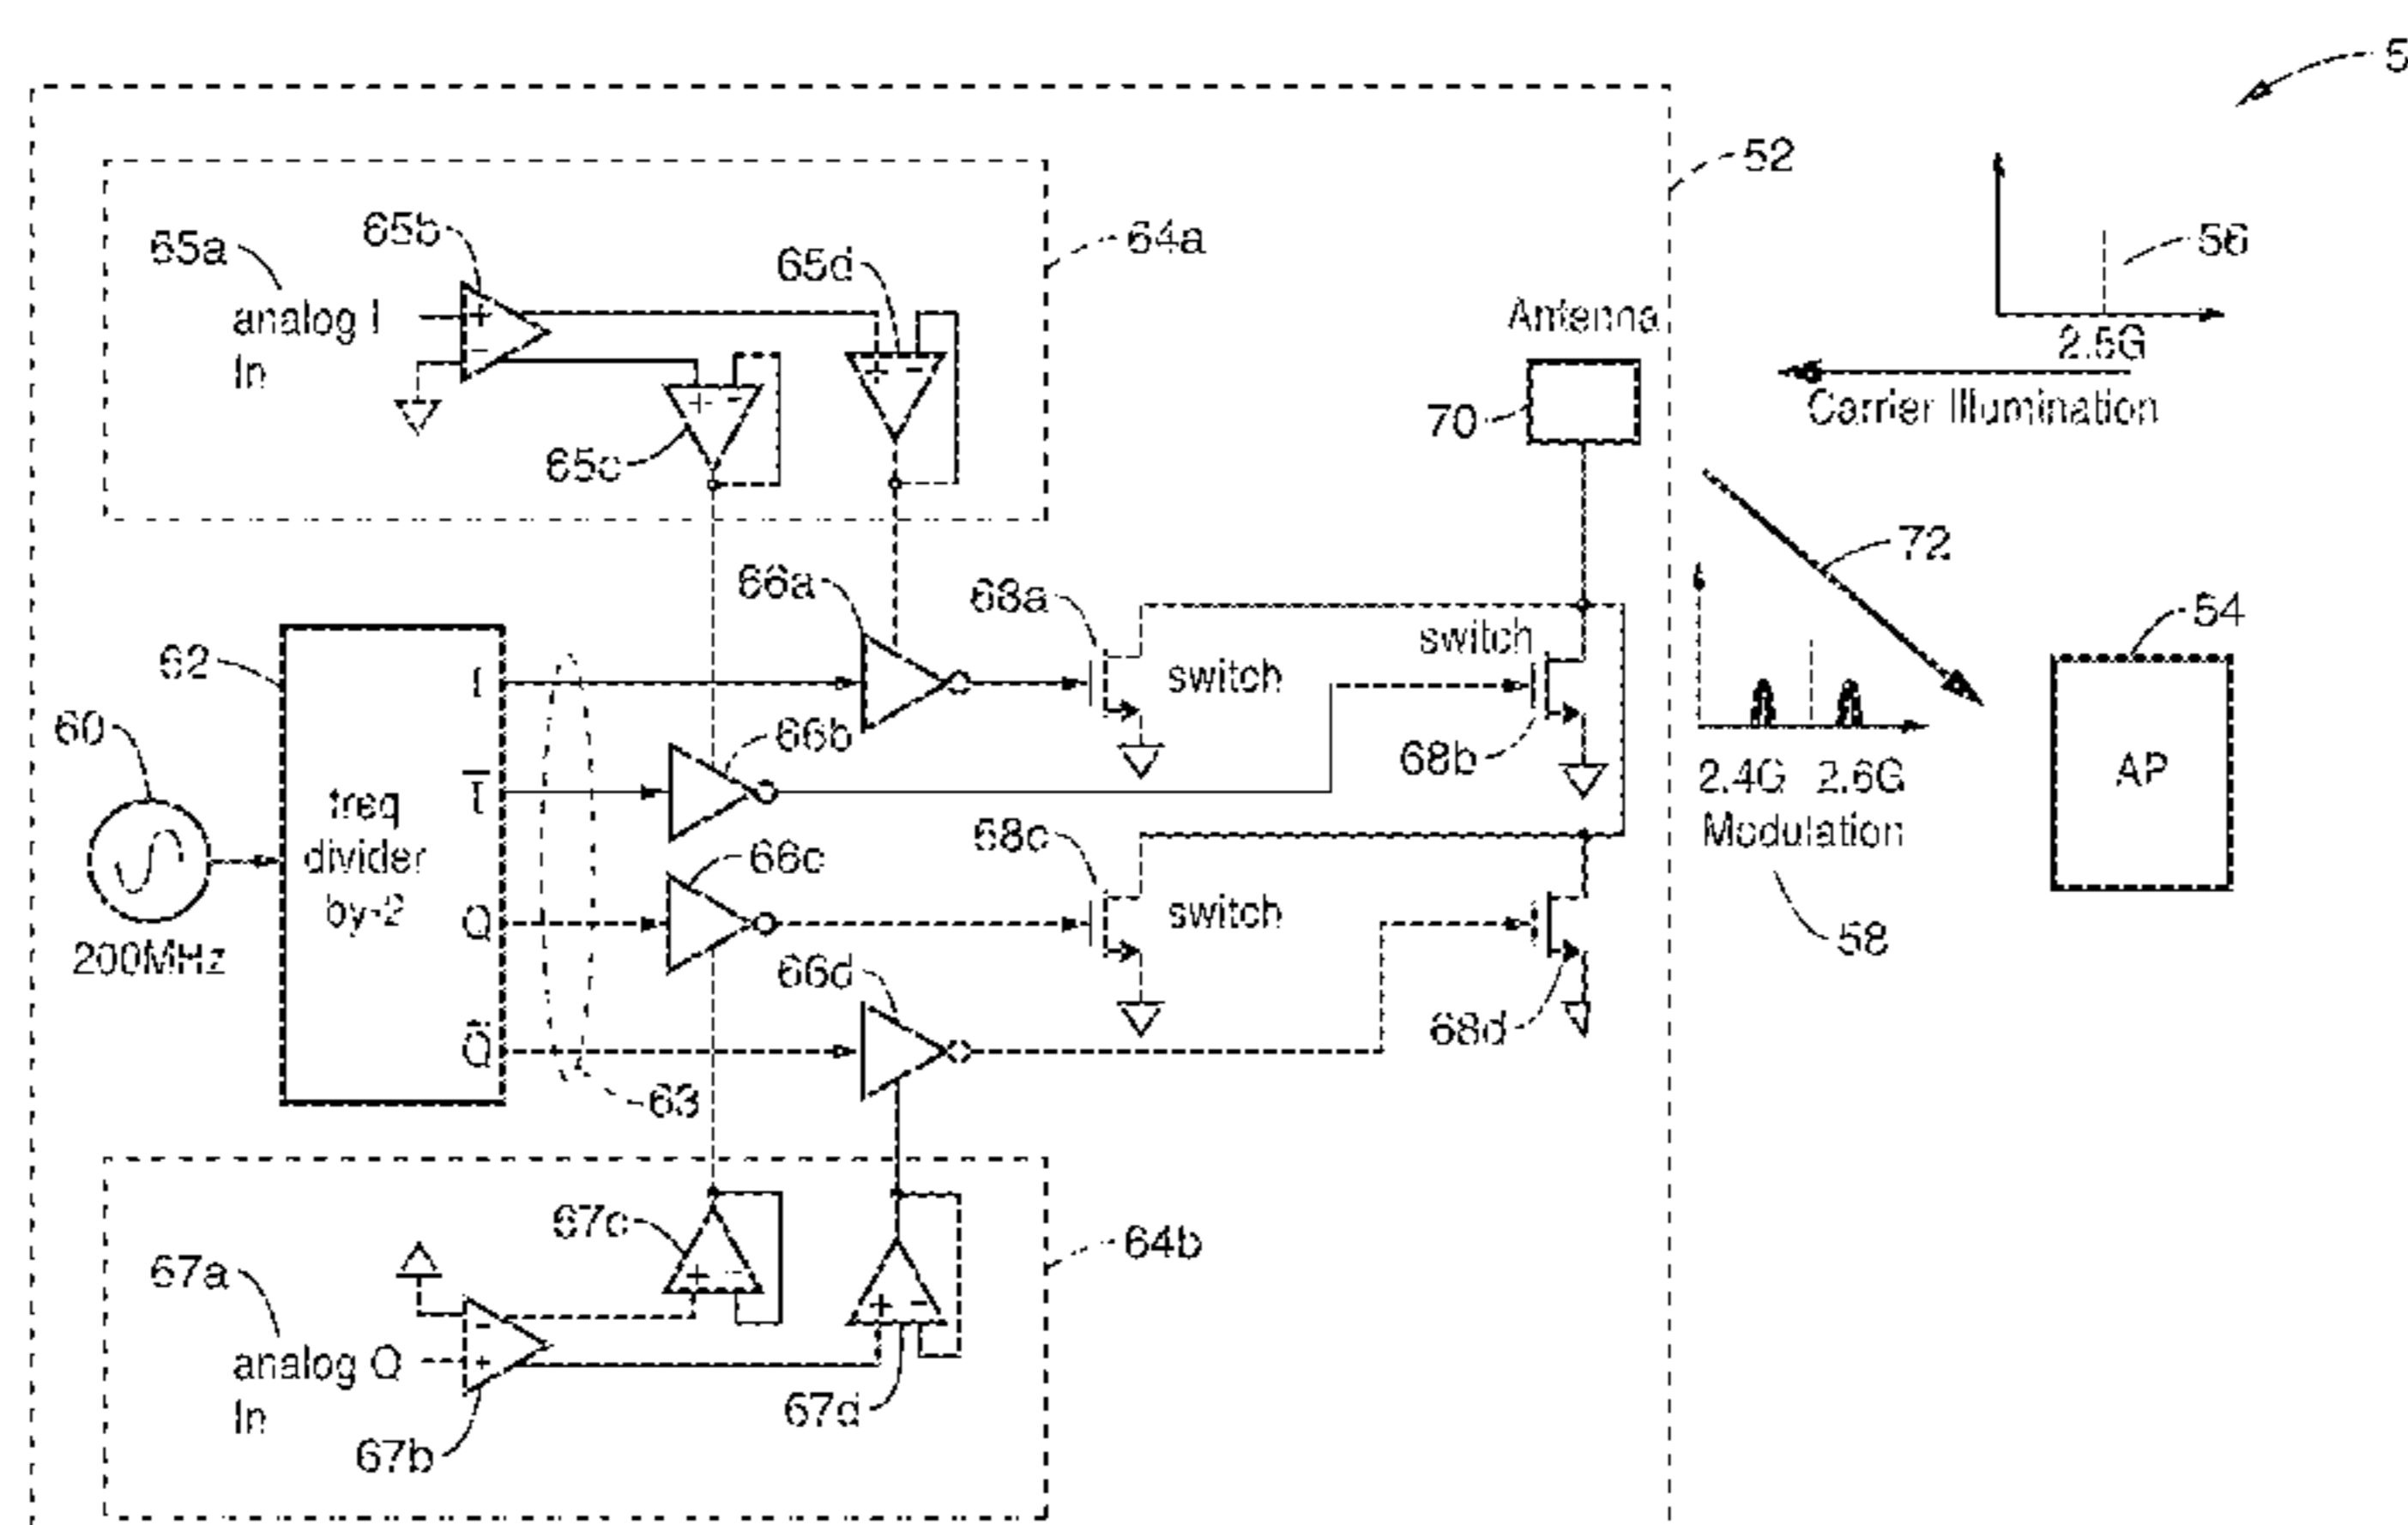 5
52
65a
65b
65d
64a
56
analog I
In
Antenna
2.5G
Carrier Illumination
70
65c
72
66a
68a
switch
54
62
I
switch
60
66b
68b
I̅
freq
divider
by-2
AP
2.4G 2.6G
Modulation
66c
68c
Q
switch
58
200MHz
66d
Q̅
68d
63
67c
64b
67a
analog Q
In
67d
67b
+
−
+ −
+ −
+ −
+ −
−
+